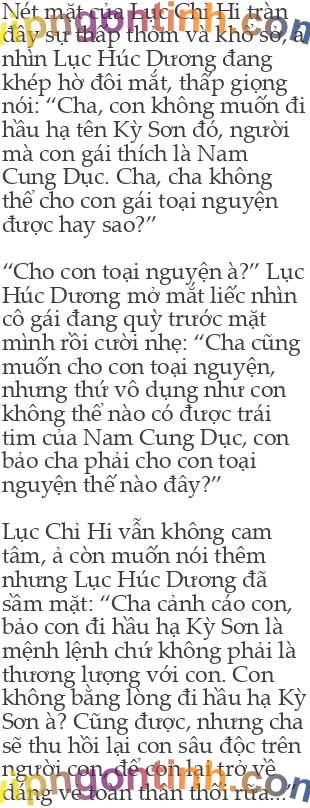 Nét mặt của Lục Chỉ Hi tràn
đầy sự thấp thỏm và khổ sở, ả
nhìn Lục Húc Dương đang
khép hờ đôi mắt, thấp giọng
nói: “Cha, con không muốn đi
hầu hạ tên Kỳ Sơn đó, người
mà con gái thích là Nam
Cung Dục. Cha, cha không
thể cho con gái toại nguyện
được hay sao?”
“Cho con toại nguyện à?” Lục
Húc Dương mở mắt liếc nhìn
cô gái đang quỳ trước mặt
mình rồi cười nhẹ: “Cha cũng
muốn cho con toại nguyện,
nhưng thứ vô dụng như con
không thể nào có được trái
tim của Nam Cung Dục, con
bảo cha phải cho con toại
nguyện thế nào đây?”
Lục Chỉ Hi vẫn không cam
tâm, ả còn muốn nói thêm
nhưng Lục Húc Dương đã
sầm mặt: “Cha cảnh cáo con,
bảo con đi hầu hạ Kỳ Sơn là
mệnh lệnh chứ không phải là
thương lượng với con. Con
không bằng lòng đi hầu hạ Kỳ
Sơn à? Cũng được, nhưng cha
sẽ thu hồi lại con sâu độc trên
người con, để con lại trở về
dáng vẻ toàn thân thối rữa...”
vipngontinh.com
vipngontinh.com